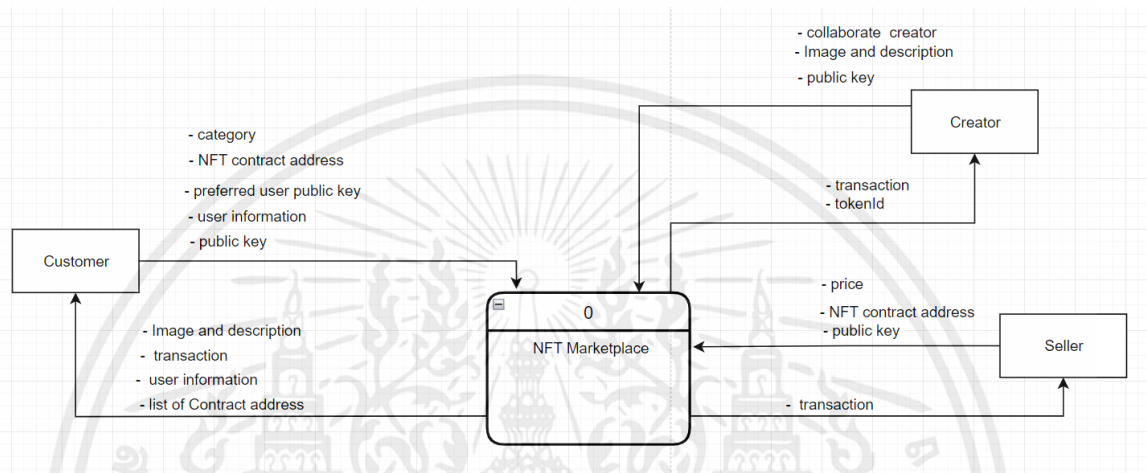 - collaborate creator
- Image and description
- public key
Creator
- category
- NFT contract address
- preferred user public key
- user information
- public key
- transaction
- tokenId
Customer
- price
- NFT contract address
- public key
0
NFT Marketplace
Seller
- Image and description
- transaction
- user information
- list of Contract address
- transaction